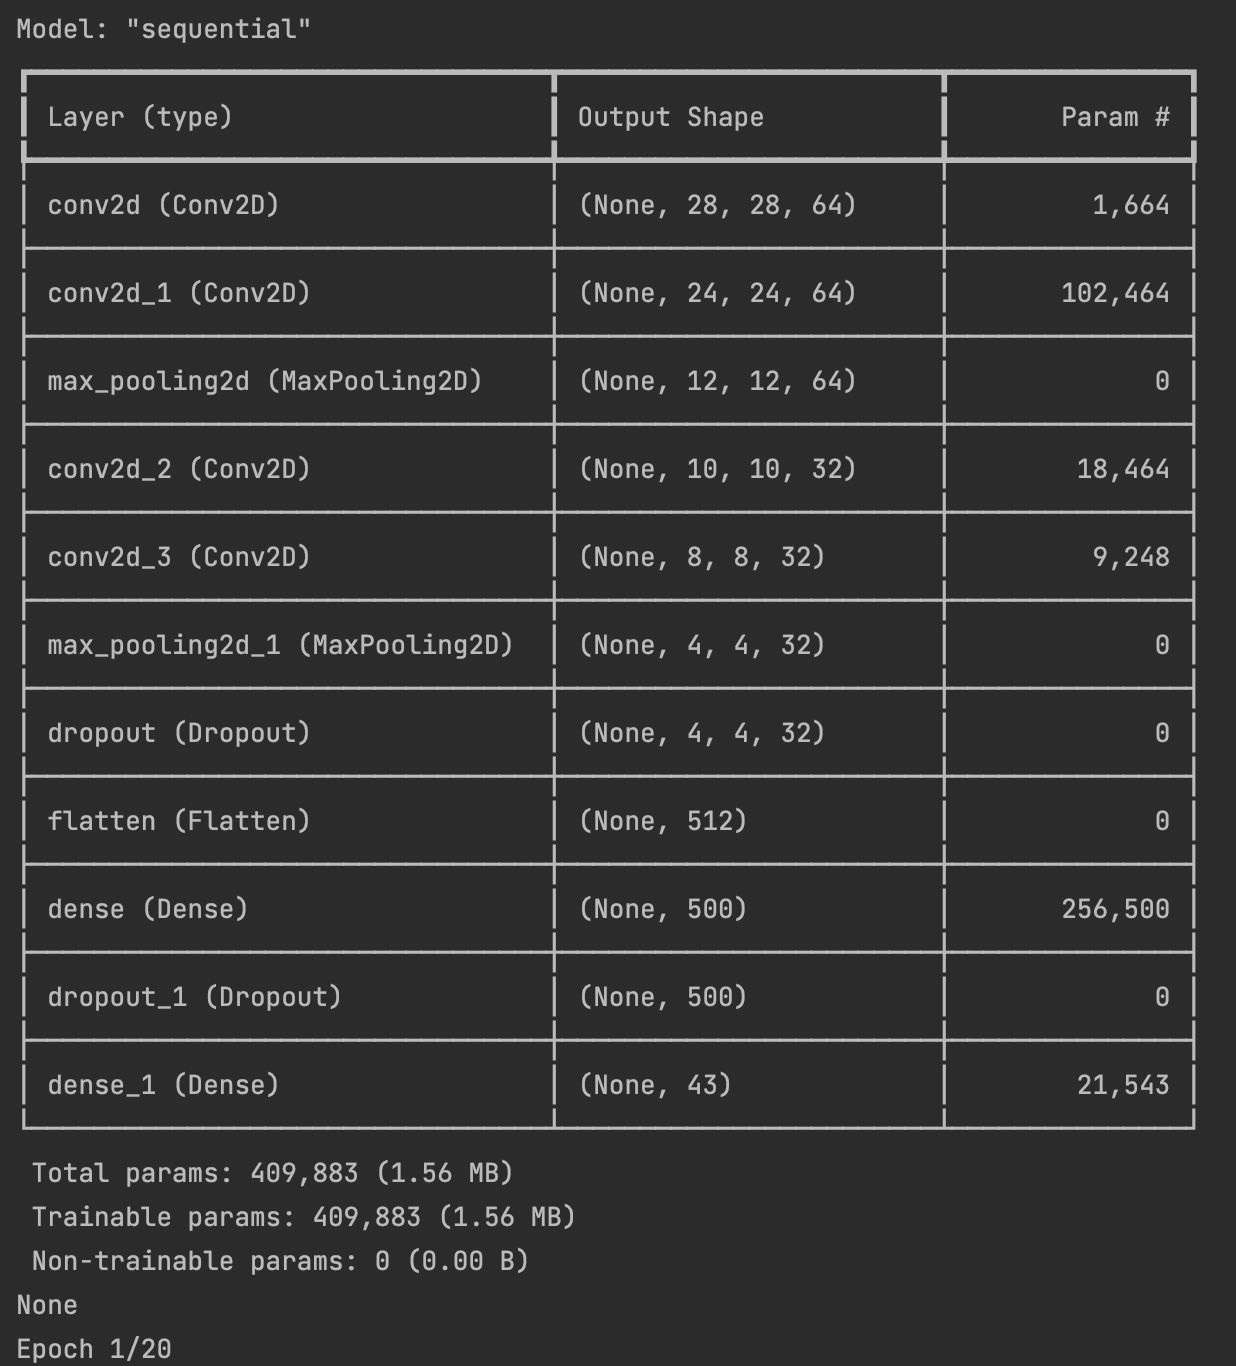 Model: "sequential"
Layer (type) Output Shape Param #
conv2d (Conv2D) (None, 28, 28, 64) 1,664
conv2d_1 (Conv2D) (None, 24, 24, 64) 102,464
max_pooling2d (MaxPooling2D) (None, 12, 12, 64) 0
conv2d_2 (Conv2D) (None, 10, 10, 32) 18,464
conv2d_3 (Conv2D) (None, 8, 8, 32) 9,248
max_pooling2d_1 (MaxPooling2D) (None, 4, 4, 32) 0
dropout (Dropout) (None, 4, 4, 32) 0
flatten (Flatten) (None, 512) 0
dense (Dense) (None, 500) 256,500
dropout_1 (Dropout) (None, 500) 0
dense_1 (Dense) (None, 43) 21,543
Total params: 409,883 (1.56 MB)
Trainable params: 409,883 (1.56 MB)
Non-trainable params: 0 (0.00 B)
None
Epoch 1/20